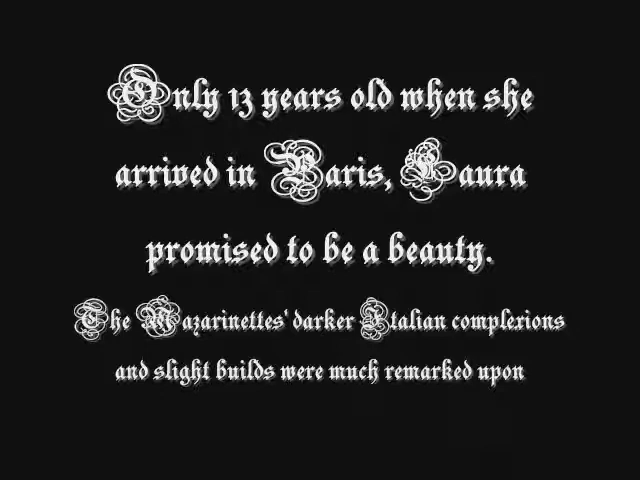 Only 13 years old when she
arrived in Paris, Laura
promised to be a beauty.
The Mazarinettes' darker Italian complexions
and slight builds were much remarked upon